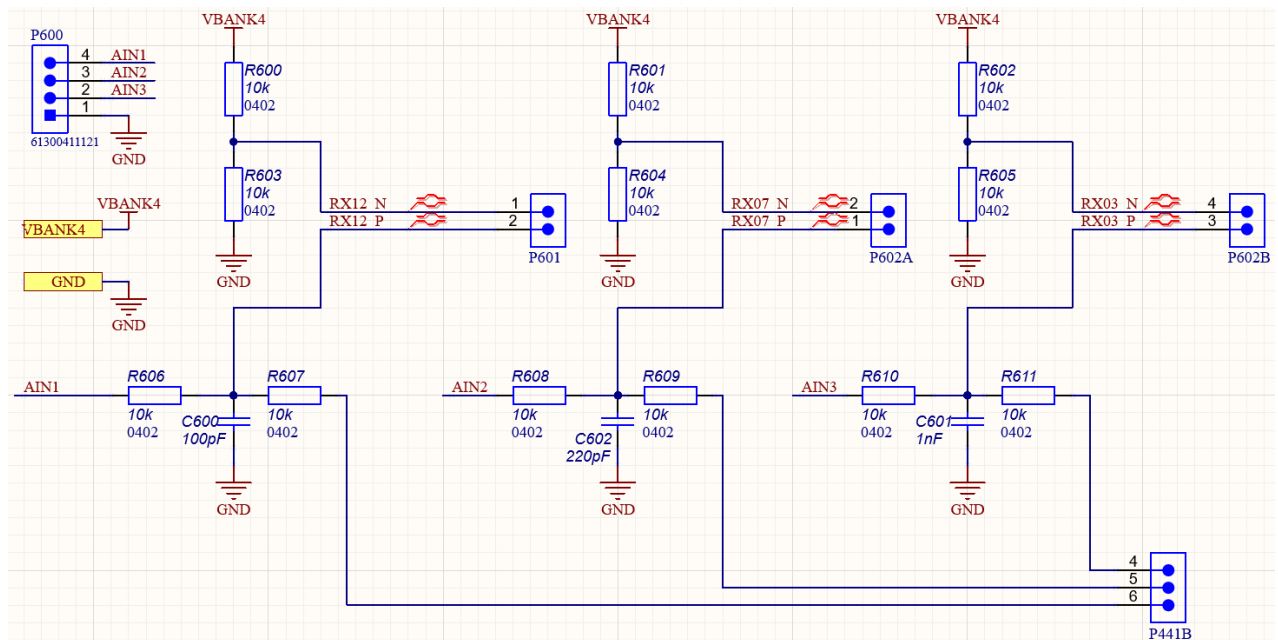 VBANK4
VBANK4
VBANK4
P600
4
AIN1
3
AIN2
2
AIN3
1
61300411121
GND
R600
10k
0402
R601
10k
0402
R602
10k
0402
R603
10k
0402
R604
10k
0402
R605
10k
0402
VBANK4
VBANK4
GND
GND
RX12 N
1
RX12 P
2
P601
GND
RX07 N
2
RX07 P
1
P602A
GND
RX03 N
4
RX03 P
3
P602B
GND
AIN1
R606
10k
0402
R607
10k
0402
C600
100pF
GND
AIN2
R608
10k
0402
R609
10k
0402
C602
220pF
GND
AIN3
R610
10k
0402
R611
10k
0402
C601
1nF
GND
4
5
6
P441B